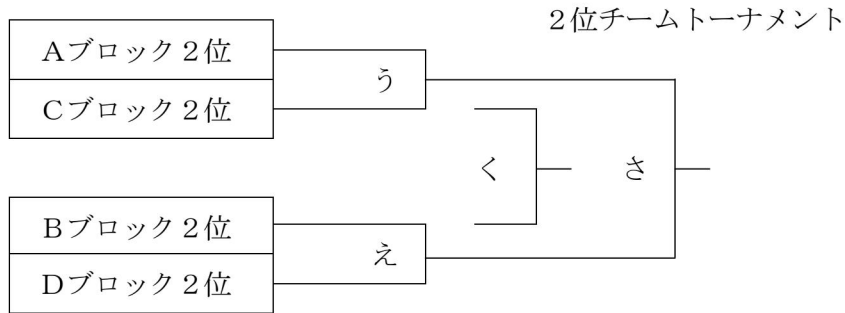 2位チームトーナメント
Aブロック2位
う
Cブロック2位
く
さ
Bブロック2位
え
Dブロック2位